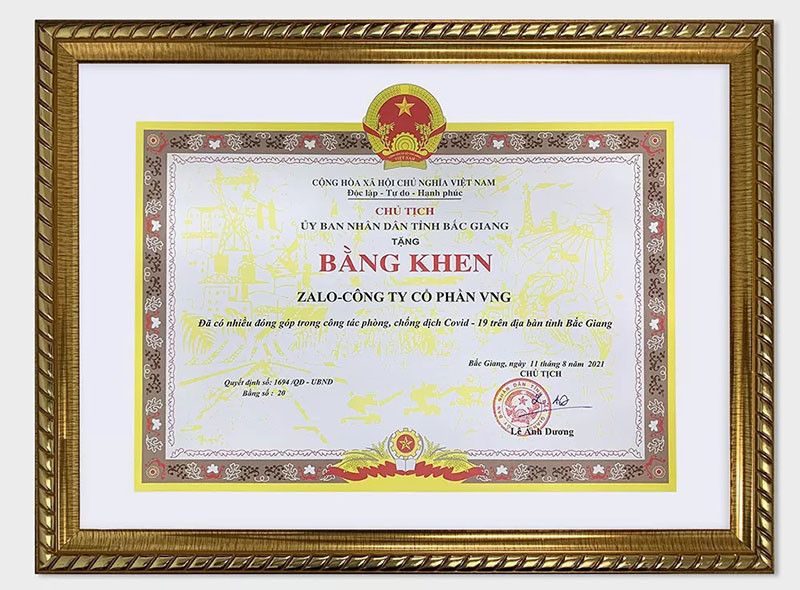 VIỆT NAM
CỘNG HÒA XÃ HỘI CHỦ NGHĨA VIỆT NAM
Độc lập - Tự do - Hạnh phúc
CHỦ TỊCH
ỦY BAN NHÂN DÂN TỈNH BẮC GIANG
TẶNG
BẰNG KHEN
ZALO-CÔNG TY CỔ PHẦN VNG
Đã có nhiều đóng góp trong công tác phòng, chống dịch Covid - 19 trên địa bàn tỉnh Bắc Giang
Bắc Giang, ngày 11 tháng 8 năm 2021
CHỦ TỊCH
Quyết định số: 1694 /QĐ - UBND
Bằng số : 20
Lê Ánh Dương